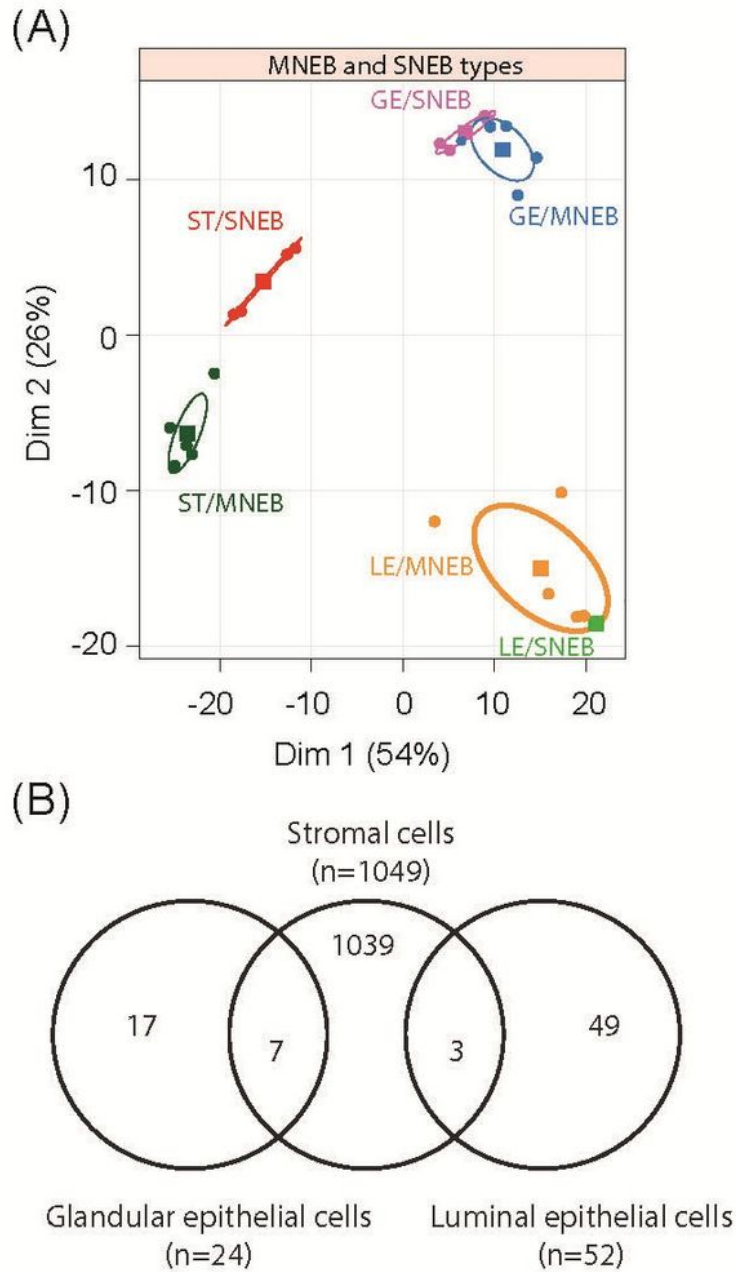 (A)
MNEB and SNEB types
GE/SNEB
GE/MNEB
ST/SNEB
ST/MNEB
LE/MNEB
LE/SNEB
10
0
-10
-20
Dim 2 (26%)
-20 -10 0 10 20
Dim 1 (54%)
(B)
Stromal cells
(n=1049)
1039
17
7
3
49
Glandular epithelial cells
(n=24)
Luminal epithelial cells
(n=52)